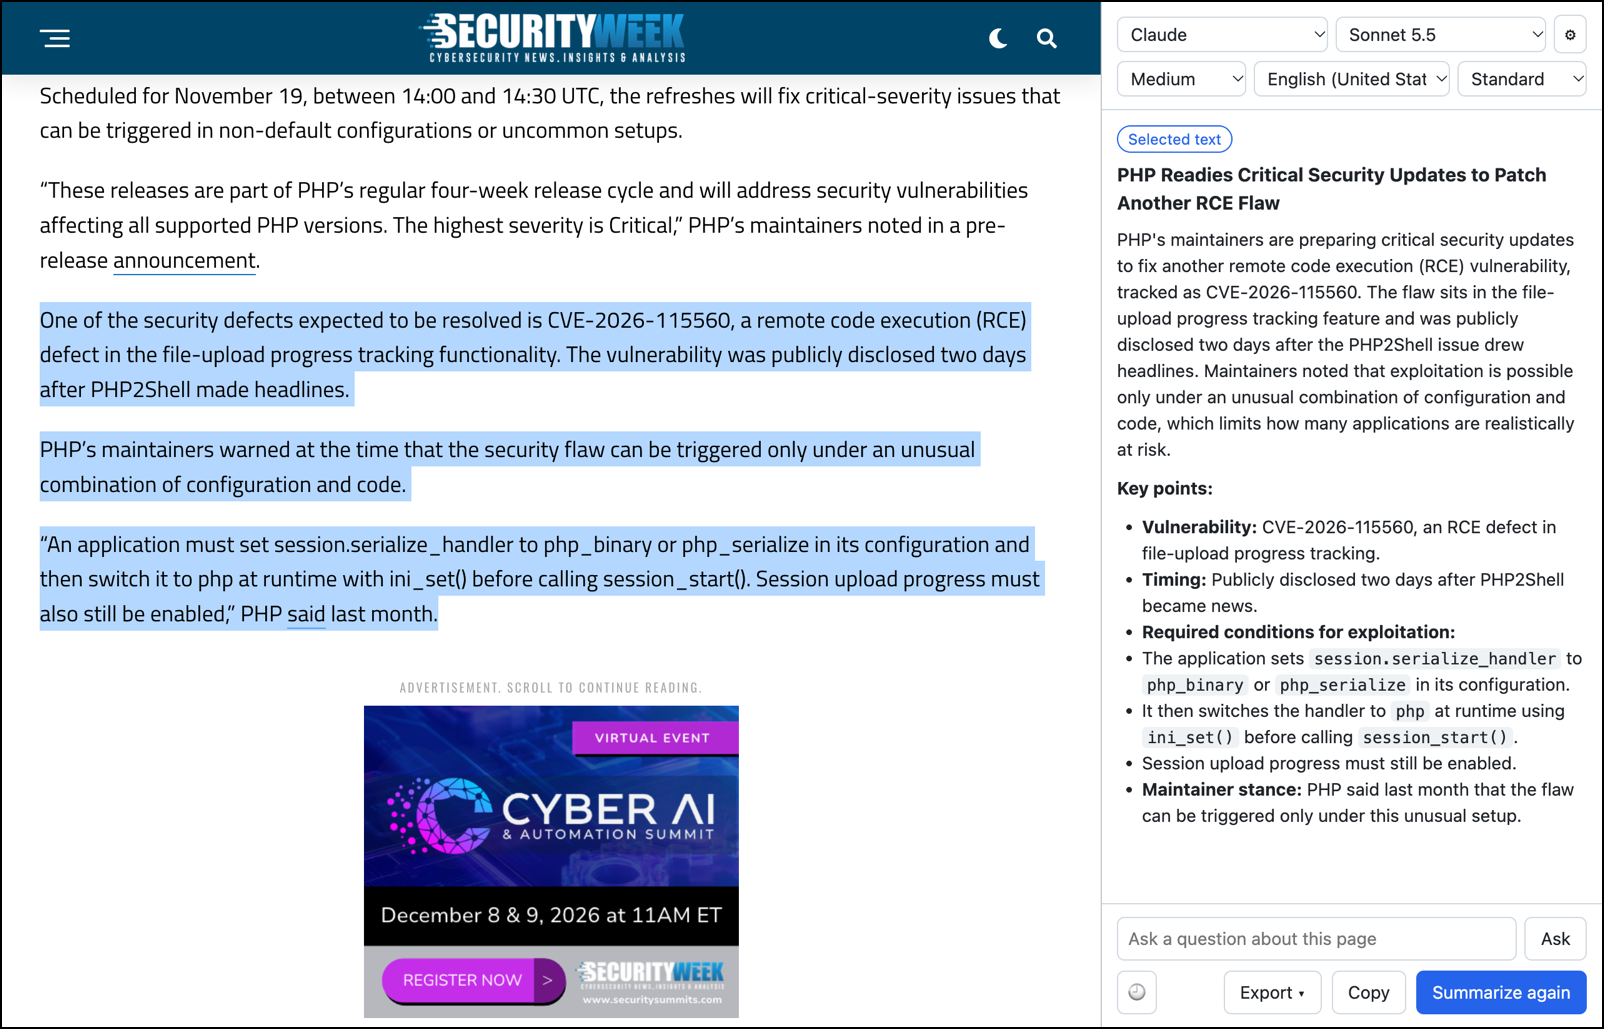 SECURITYWEEK
CYBERSECURITY NEWS, INSIGHTS & ANALYSIS
Scheduled for November 19, between 14:00 and 14:30 UTC, the refreshes will fix critical-severity issues that
can be triggered in non-default configurations or uncommon setups.
“These releases are part of PHP’s regular four-week release cycle and will address security vulnerabilities
affecting all supported PHP versions. The highest severity is Critical,” PHP’s maintainers noted in a pre-
release announcement.
One of the security defects expected to be resolved is CVE-2026-115560, a remote code execution (RCE)
defect in the file-upload progress tracking functionality. The vulnerability was publicly disclosed two days
after PHP2Shell made headlines.
PHP’s maintainers warned at the time that the security flaw can be triggered only under an unusual
combination of configuration and code.
“An application must set session.serialize_handler to php_binary or php_serialize in its configuration and
then switch it to php at runtime with ini_set() before calling session_start(). Session upload progress must
also still be enabled,” PHP said last month.
ADVERTISEMENT. SCROLL TO CONTINUE READING.
VIRTUAL EVENT
CYBER AI
& AUTOMATION SUMMIT
December 8 & 9, 2026 at 11AM ET
REGISTER NOW >
SECURITYWEEK
CYBERSECURITY NEWS, INSIGHTS & ANALYSIS
www.securitysummits.com
Claude
Sonnet 5.5
Medium
English (United Stat
Standard
Selected text
PHP Readies Critical Security Updates to Patch
Another RCE Flaw
PHP's maintainers are preparing critical security updates
to fix another remote code execution (RCE) vulnerability,
tracked as CVE-2026-115560. The flaw sits in the file-
upload progress tracking feature and was publicly
disclosed two days after the PHP2Shell issue drew
headlines. Maintainers noted that exploitation is possible
only under an unusual combination of configuration and
code, which limits how many applications are realistically
at risk.
Key points:
• Vulnerability: CVE-2026-115560, an RCE defect in
file-upload progress tracking.
• Timing: Publicly disclosed two days after PHP2Shell
became news.
• Required conditions for exploitation:
• The application sets session.serialize_handler to
php_binary or php_serialize in its configuration.
• It then switches the handler to php at runtime using
ini_set() before calling session_start().
• Session upload progress must still be enabled.
• Maintainer stance: PHP said last month that the flaw
can be triggered only under this unusual setup.
Ask a question about this page
Ask
Export ▾
Copy
Summarize again